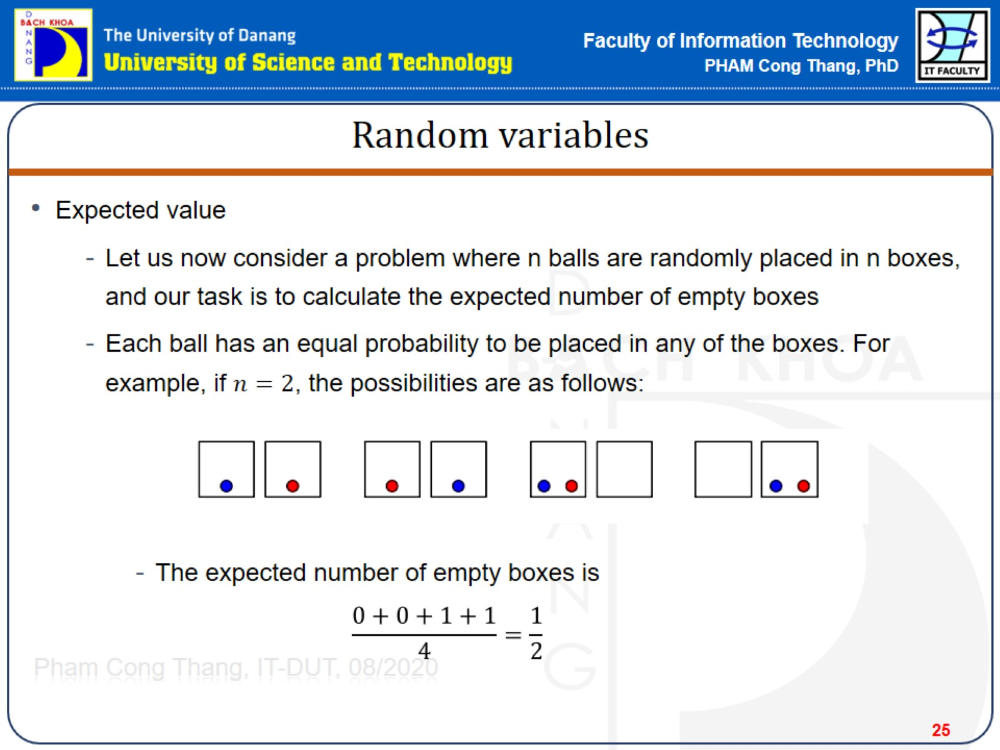 D
BACH KHOA
N
A
N
G
The University of Danang
University of Science and Technology
Faculty of Information Technology
PHAM Cong Thang, PhD
IT FACULTY
Random variables
• Expected value
- Let us now consider a problem where n balls are randomly placed in n boxes,
and our task is to calculate the expected number of empty boxes
- Each ball has an equal probability to be placed in any of the boxes. For
example, if n = 2, the possibilities are as follows:
- The expected number of empty boxes is
0 + 0 + 1 + 1
4
=
1
2
D
BACH KHOA
N
A
N
G
Pham Cong Thang, IT-DUT, 08/2020
25